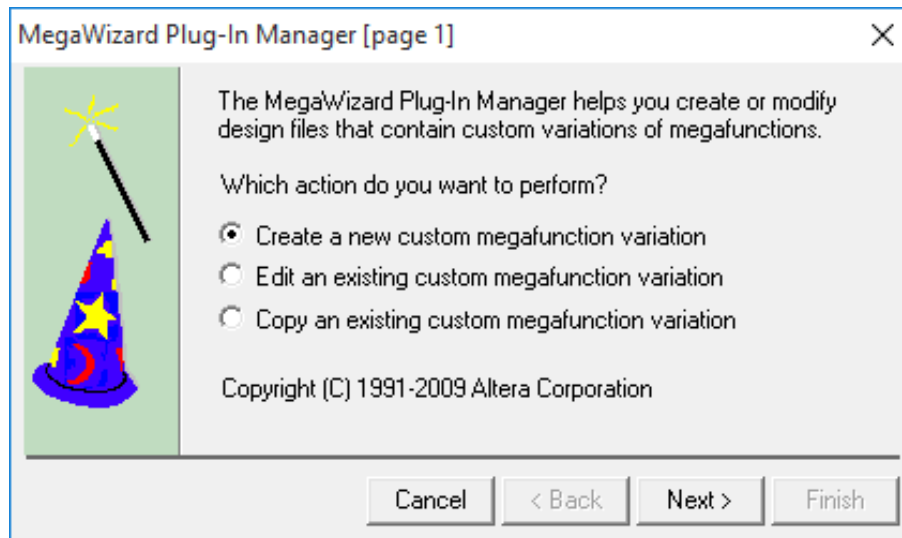 MegaWizard Plug-In Manager [page 1]
The MegaWizard Plug-In Manager helps you create or modify
design files that contain custom variations of megafunctions.
Which action do you want to perform?
Create a new custom megafunction variation
Edit an existing custom megafunction variation
Copy an existing custom megafunction variation
Copyright (C) 1991-2009 Altera Corporation
Cancel < Back Next > Finish